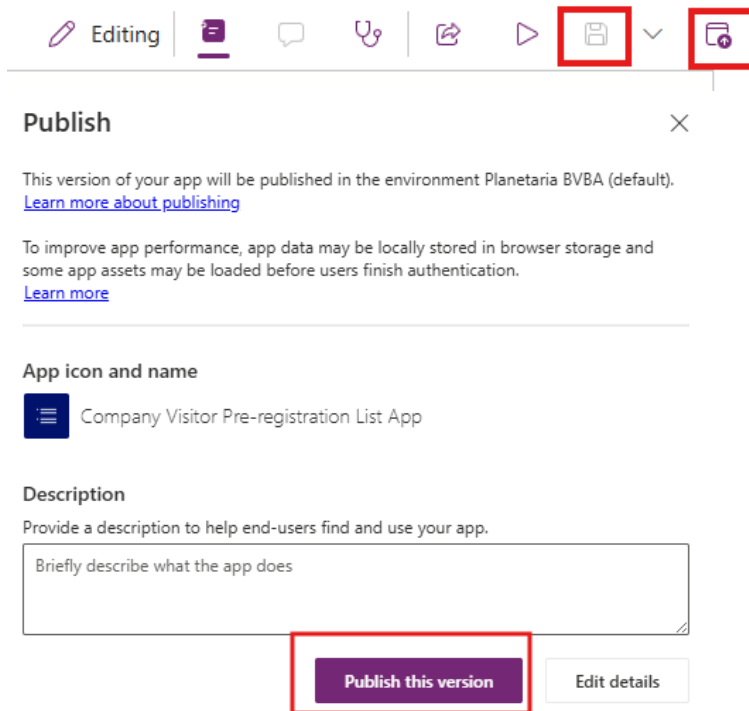 Editing
Publish
This version of your app will be published in the environment Planetaria BVBA (default).
Learn more about publishing
To improve app performance, app data may be locally stored in browser storage and
some app assets may be loaded before users finish authentication.
Learn more
App icon and name
Company Visitor Pre-registration List App
Description
Provide a description to help end-users find and use your app.
Briefly describe what the app does
Publish this version
Edit details